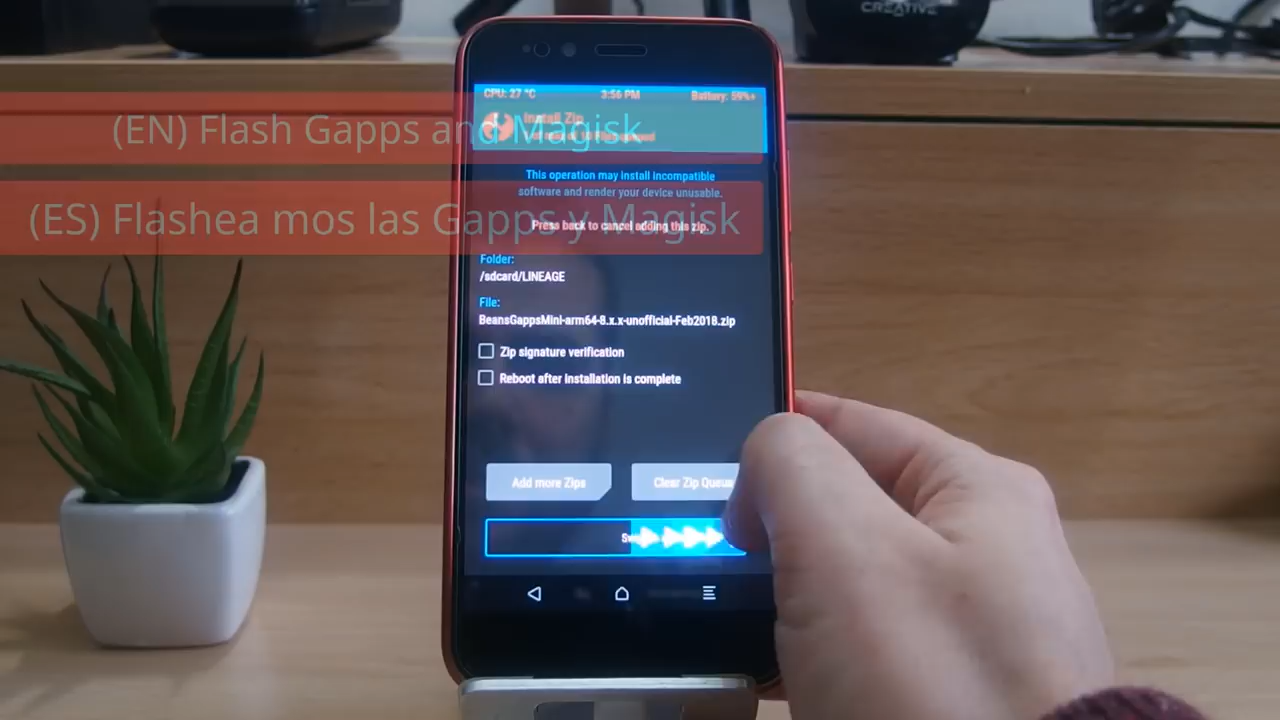 CREATIVE
CPU: 27 °C 3:56 PM Battery: 59%+
Install Zip
(EN) Flash Gapps and Magisk
This operation may install incompatible
software and render your device unusable.
(ES) Flashea mos las Gapps y Magisk
Press back to cancel adding this zip.
Folder:
/sdcard/LINEAGE
File:
BeansGappsMini-arm64-8.x.x-unofficial-Feb2018.zip
Zip signature verification
Reboot after installation is complete
Add more Zips
Clear Zip Queue